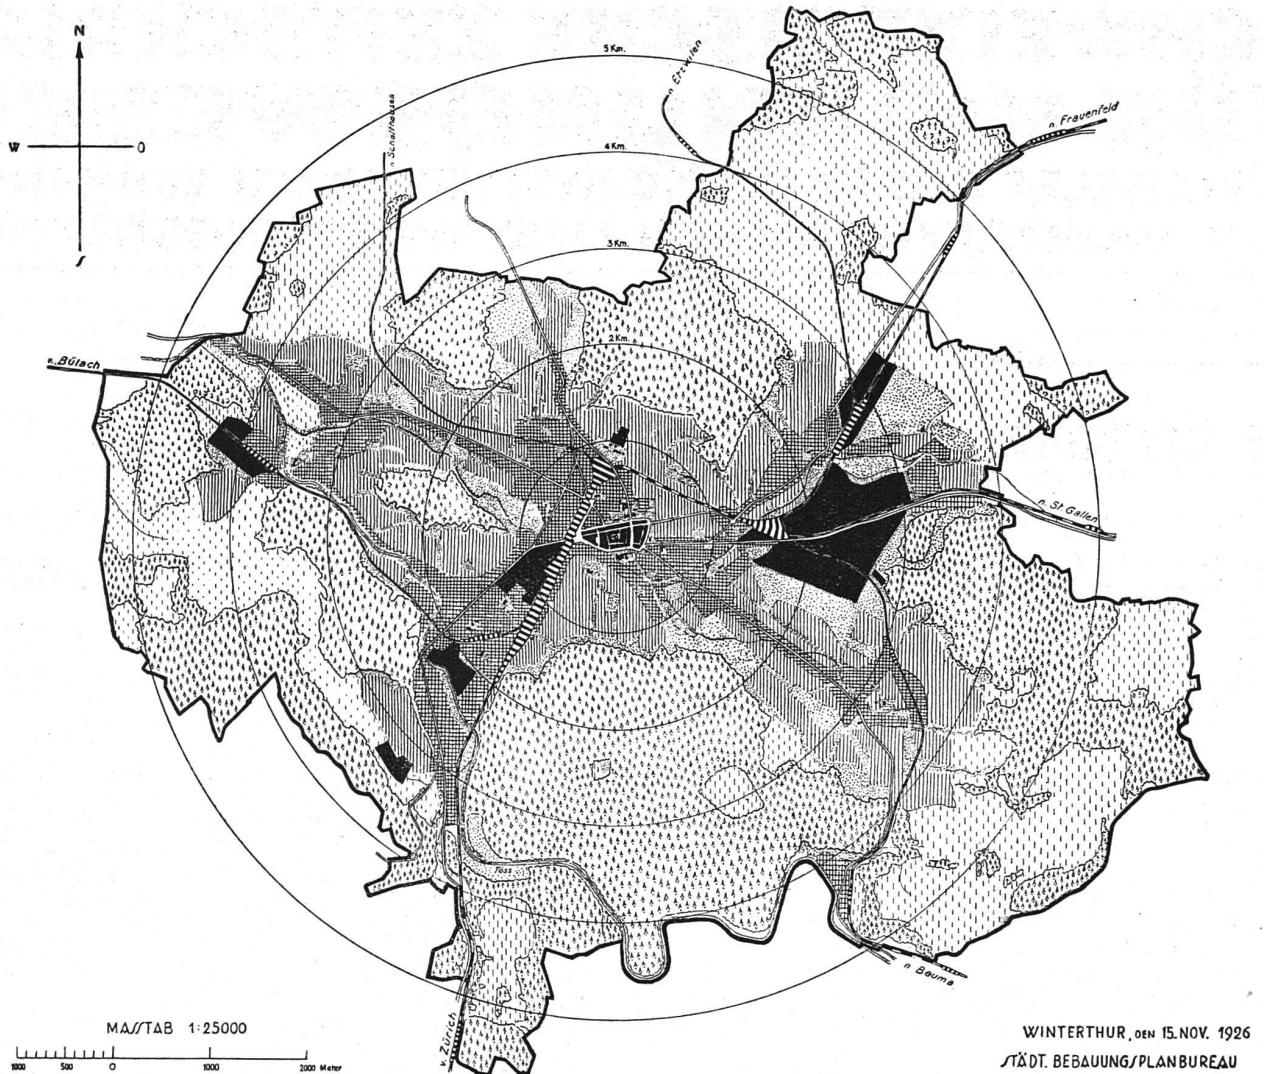 N
W
O
S
5 Km.
4 Km.
3 Km.
2 Km.
n. Schaffhausen
n. Etzwilen
n. Frauenfeld
v. Bülach
n. St. Gallen
Töss
n. Bauma
v. Zürich
MASSTAB 1:25000
1000 500 0 1000 2000 Meter
WINTERTHUR, DEN 15. NOV. 1926
STÄDT. BEBAUUNGSPLANBUREAU